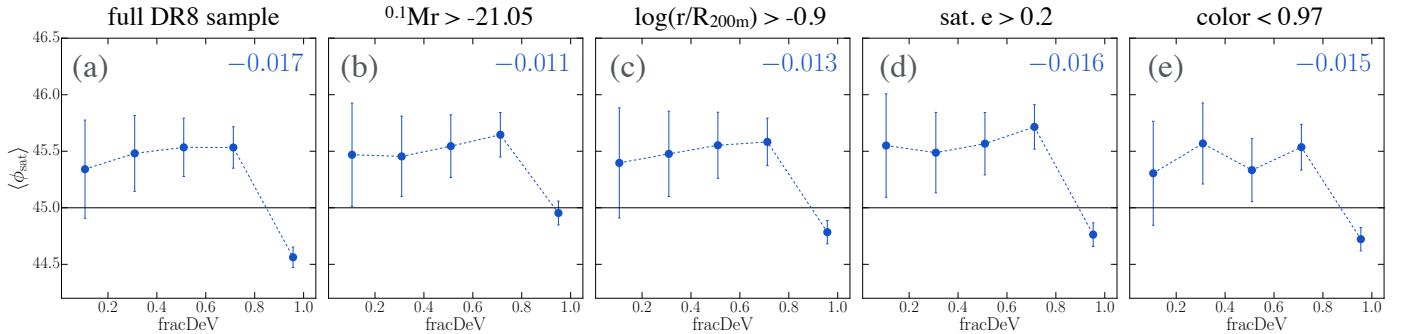 full DR8 sample
⁰·¹Mr > -21.05
log(r/R₂₀₀ₘ) > -0.9
sat. e > 0.2
color < 0.97
(a) −0.017
(b) −0.011
(c) −0.013
(d) −0.016
(e) −0.015
46.5
46.0
45.5
45.0
44.5
⟨ϕsat⟩
0.2 0.4 0.6 0.8 1.0
0.2 0.4 0.6 0.8 1.0
0.2 0.4 0.6 0.8 1.0
0.2 0.4 0.6 0.8 1.0
0.2 0.4 0.6 0.8 1.0
fracDeV
fracDeV
fracDeV
fracDeV
fracDeV